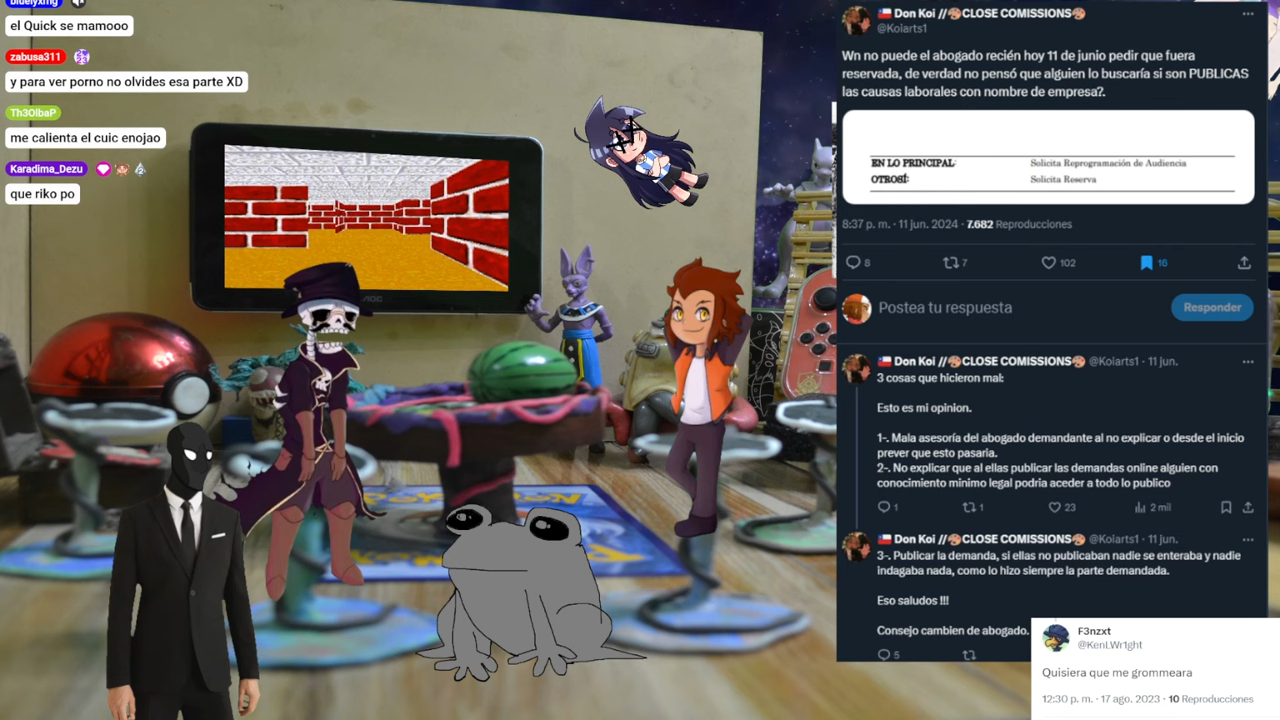 bluelyxmg
el Quick se mamooo
zabusa311
y para ver porno no olvides esa parte XD
Th3OlbaP
me calienta el cuic enojao
Karadima_Dezu
que riko po
AOC
Don Koi //🎨CLOSE COMISSIONS🎨
@Koiarts1
Wn no puede el abogado recién hoy 11 de junio pedir que fuera
reservada, de verdad no pensó que alguien lo buscaría si son PUBLICAS
las causas laborales con nombre de empresa?.
EN LO PRINCIPAL: Solicita Reprogramación de Audiencia
OTROSÍ: Solicita Reserva
8:37 p. m. · 11 jun. 2024 · 7.682 Reproducciones
8 7 102 16
Postea tu respuesta
Responder
Don Koi //🎨CLOSE COMISSIONS🎨 @Koiarts1 · 11 jun.
3 cosas que hicieron mal:
Esto es mi opinion.
1-. Mala asesoría del abogado demandante al no explicar o desde el inicio
prever que esto pasaria.
2-. No explicar que al ellas publicar las demandas online alguien con
conocimiento minimo legal podria aceder a todo lo publico
1 1 23 2 mil
Don Koi //🎨CLOSE COMISSIONS🎨 @Koiarts1 · 11 jun.
3-. Publicar la demanda, si ellas no publicaban nadie se enteraba y nadie
indagaba nada, como lo hizo siempre la parte demandada.
Eso saludos !!!
Consejo cambien de abogado.
5
F3nzxt
@KenLWr1ght
Quisiera que me grommeara
12:30 p. m. · 17 ago. 2023 · 10 Reproducciones